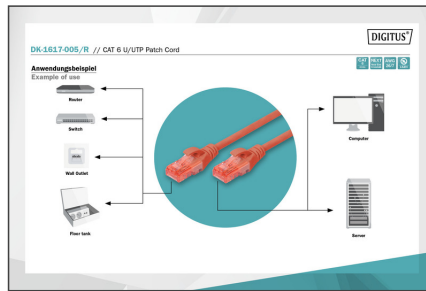 DIGITUS®
DK-1617-005/R // CAT 6 U/UTP Patch Cord
Anwendungsbeispiel
Example of use
Router
Switch
Wall Outlet
Floor tank
Computer
Server